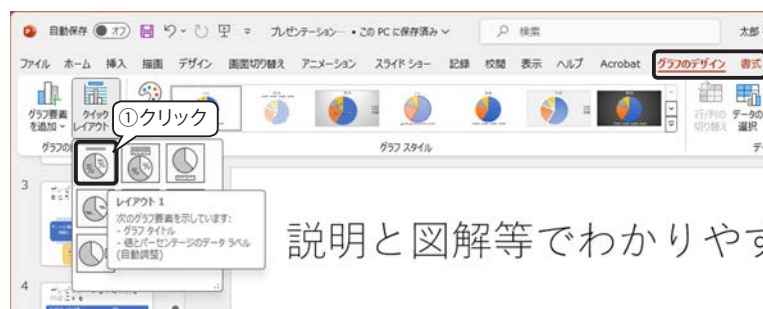 自動保存 オフ プレゼンテーション… • この PC に保存済み 検索 太郎
ファイル ホーム 挿入 描画 デザイン 画面切り替え アニメーション スライド ショー 記録 校閲 表示 ヘルプ Acrobat グラフのデザイン 書式
グラフ要素
を追加
クイック
レイアウト
①クリック
行/列の
切り替え
データの
選択
グラフの
グラフ スタイル
デ
レイアウト 1
次のグラフ要素を示しています:
- グラフ タイトル
- 値とパーセンテージのデータ ラベル
(自動調整)
3
4
説明と図解等でわかりやす